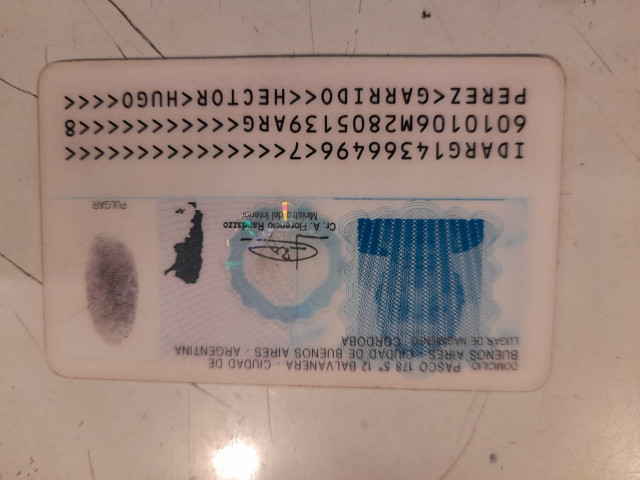 DOMICILIO: PASCO 178 5° 12 BALVANERA - CIUDAD DE
BUENOS AIRES - CIUDAD DE BUENOS AIRES - ARGENTINA
LUGAR DE NACIMIENTO: CORDOBA
Cr. A. Florencio Randazzo
Ministro del Interior
PULGAR
IDARG14366496<7<<<<<<<<<<<<<<<
6010106M2805139ARG<<<<<<<<<<<8
PEREZ<GARRIDO<<HECTOR<HUGO<<<<